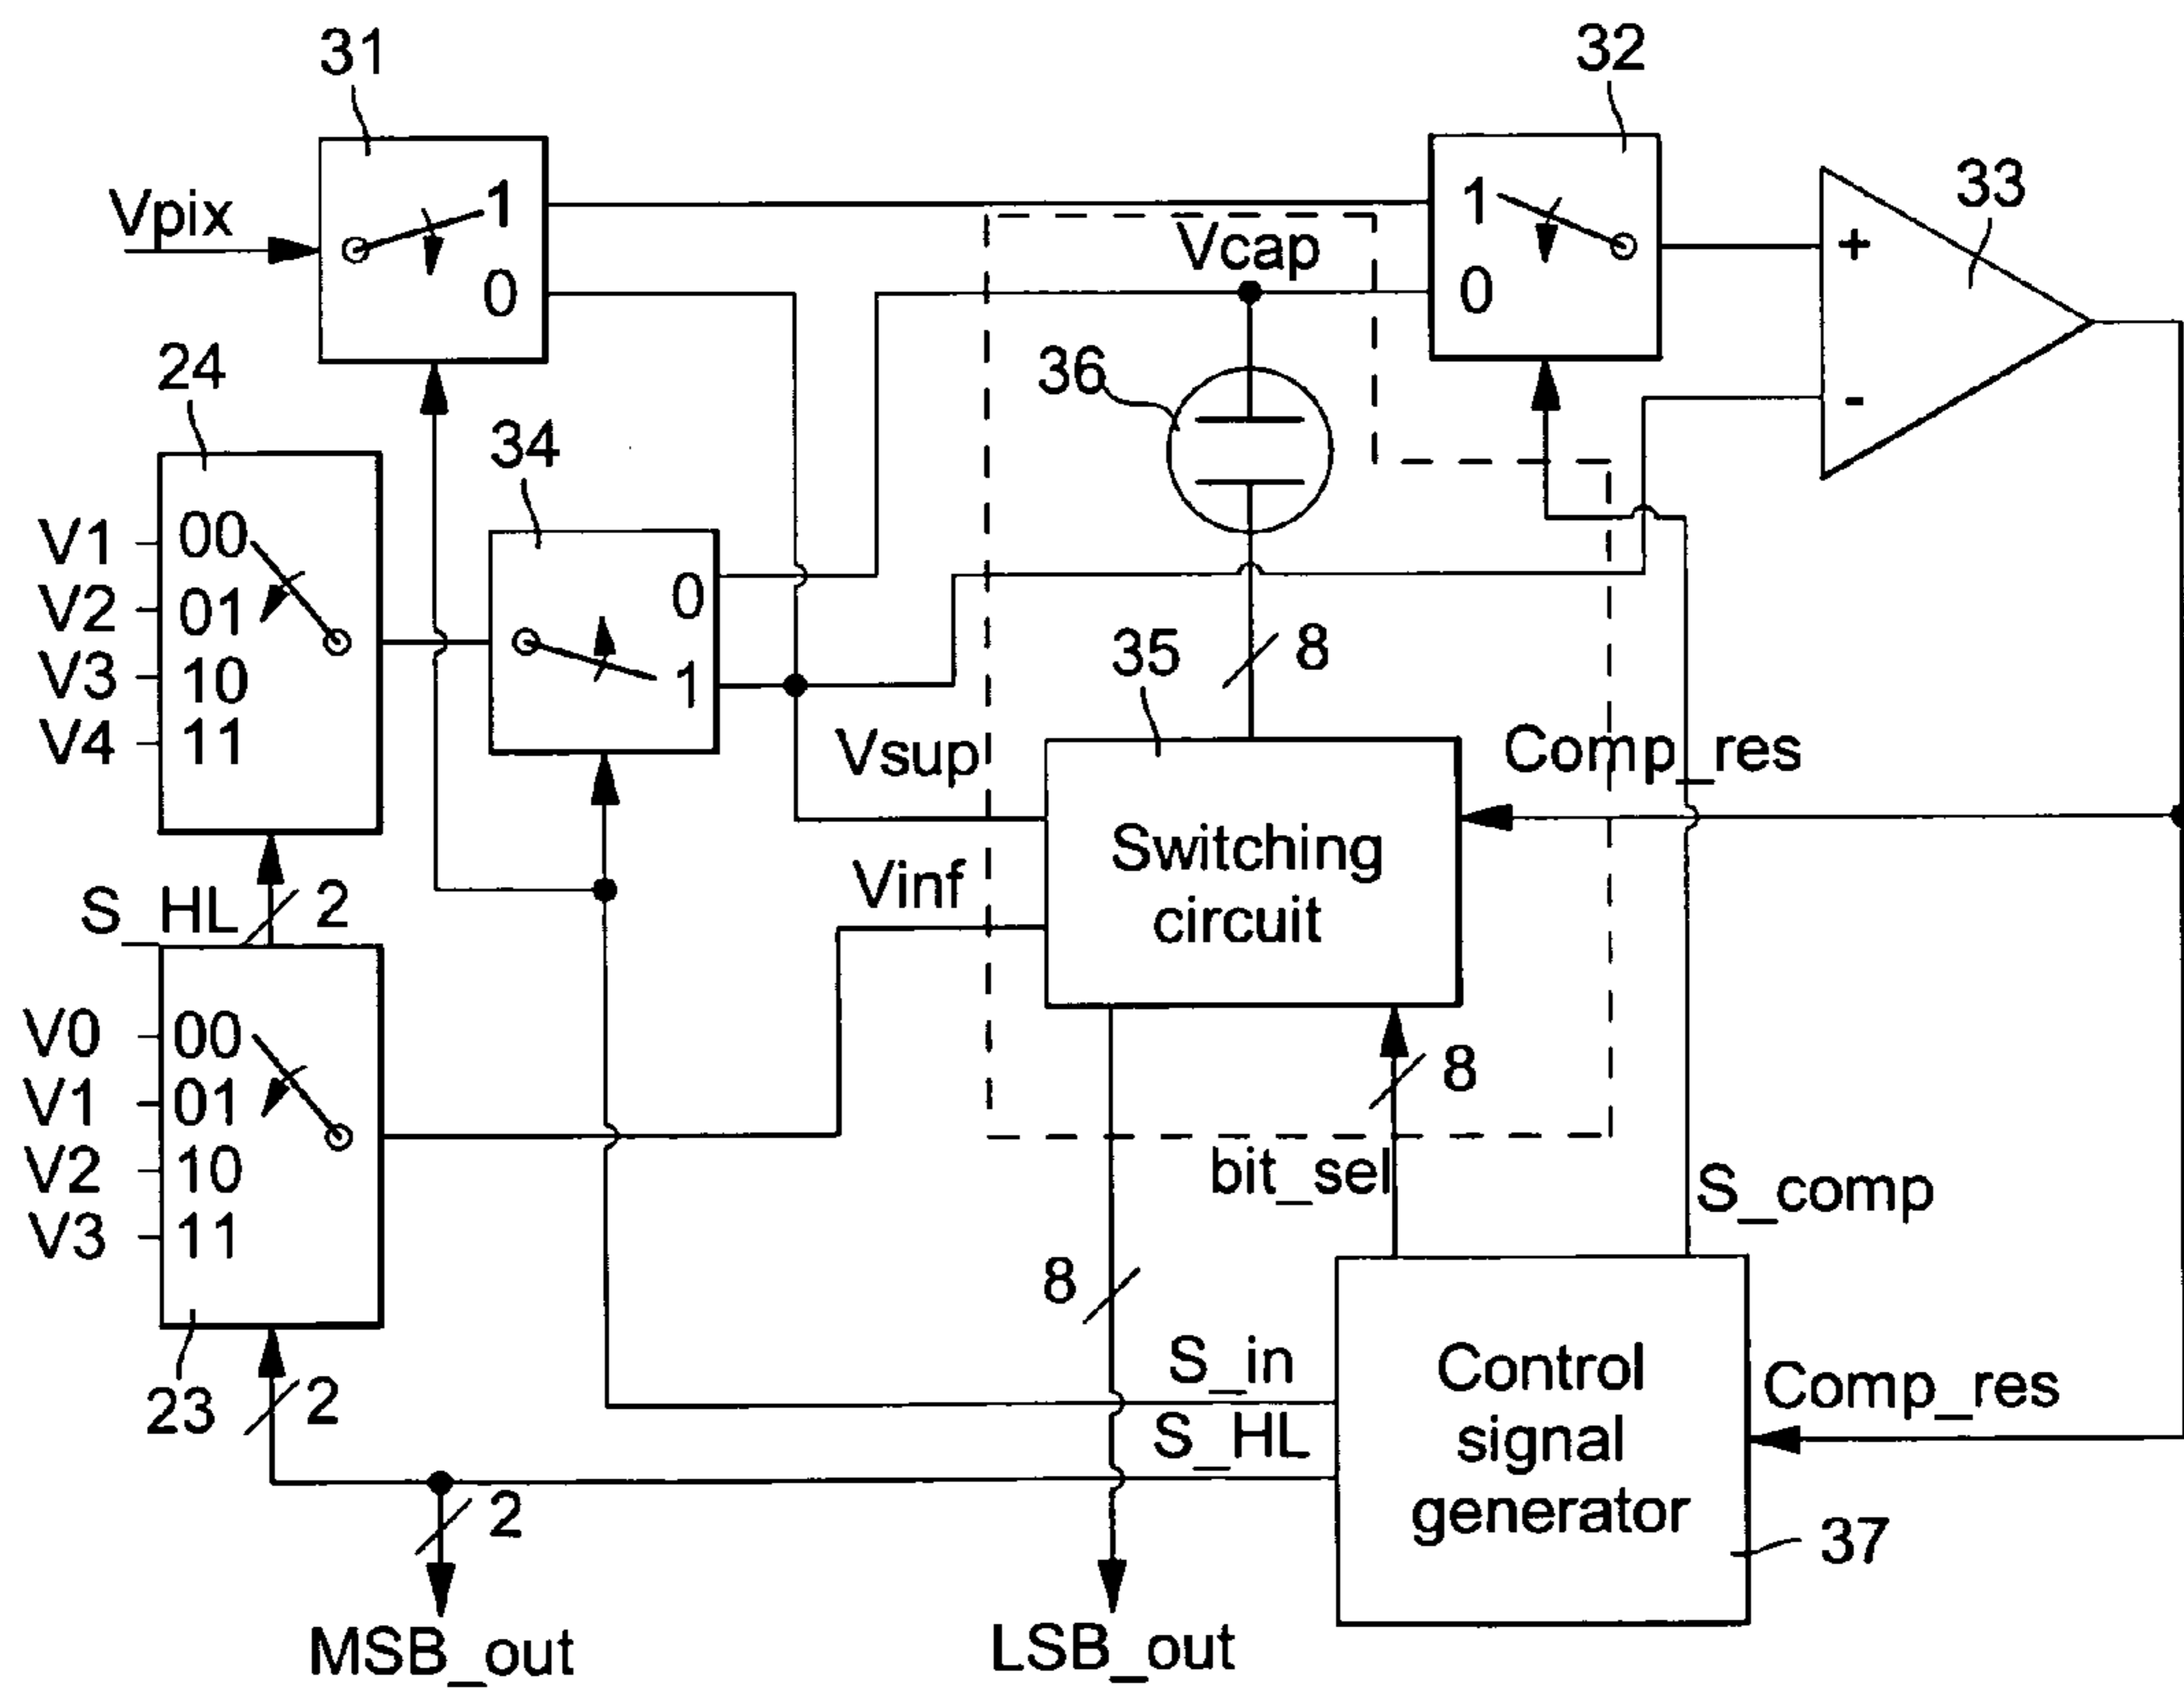 31
32
33
Vpix
1
0
1
0
+
-
Vcap
36
24
34
V1
V2
V3
V4
00
01
10
11
0
1
35
8
Vsup
Comp_res
Switching
circuit
Vinf
S_HL
2
V0
V1
V2
V3
00
01
10
11
8
bit_sel
S_comp
8
23
2
S_in
S_HL
Control
signal
generator
Comp_res
2
37
MSB_out
LSB_out